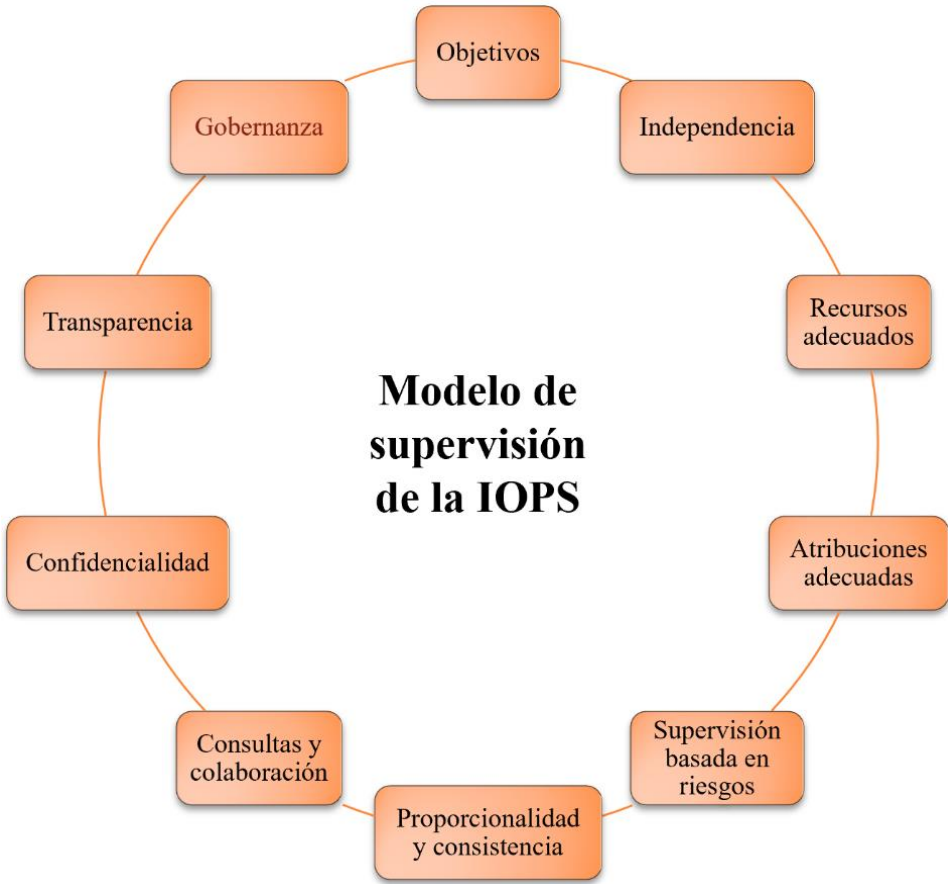 Objetivos
Independencia
Recursos
adecuados
Atribuciones
adecuadas
Supervisión
basada en
riesgos
Proporcionalidad
y consistencia
Consultas y
colaboración
Confidencialidad
Transparencia
Gobernanza
Modelo de
supervisión
de la IOPS